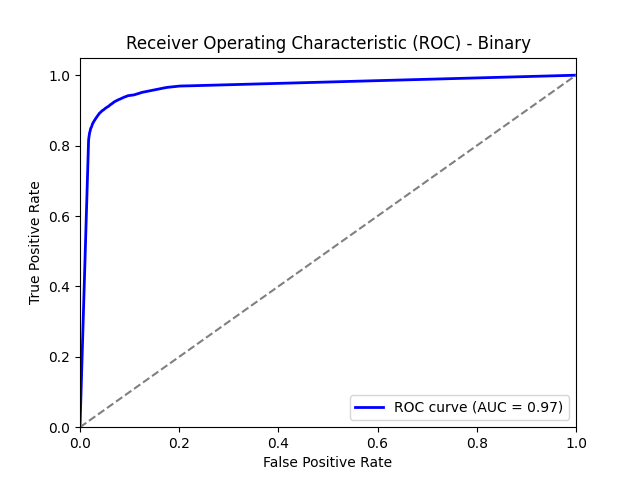 Receiver Operating Characteristic (ROC) - Binary
1.0
0.8
0.6
0.4
0.2
0.0
True Positive Rate
ROC curve (AUC = 0.97)
0.0 0.2 0.4 0.6 0.8 1.0
False Positive Rate